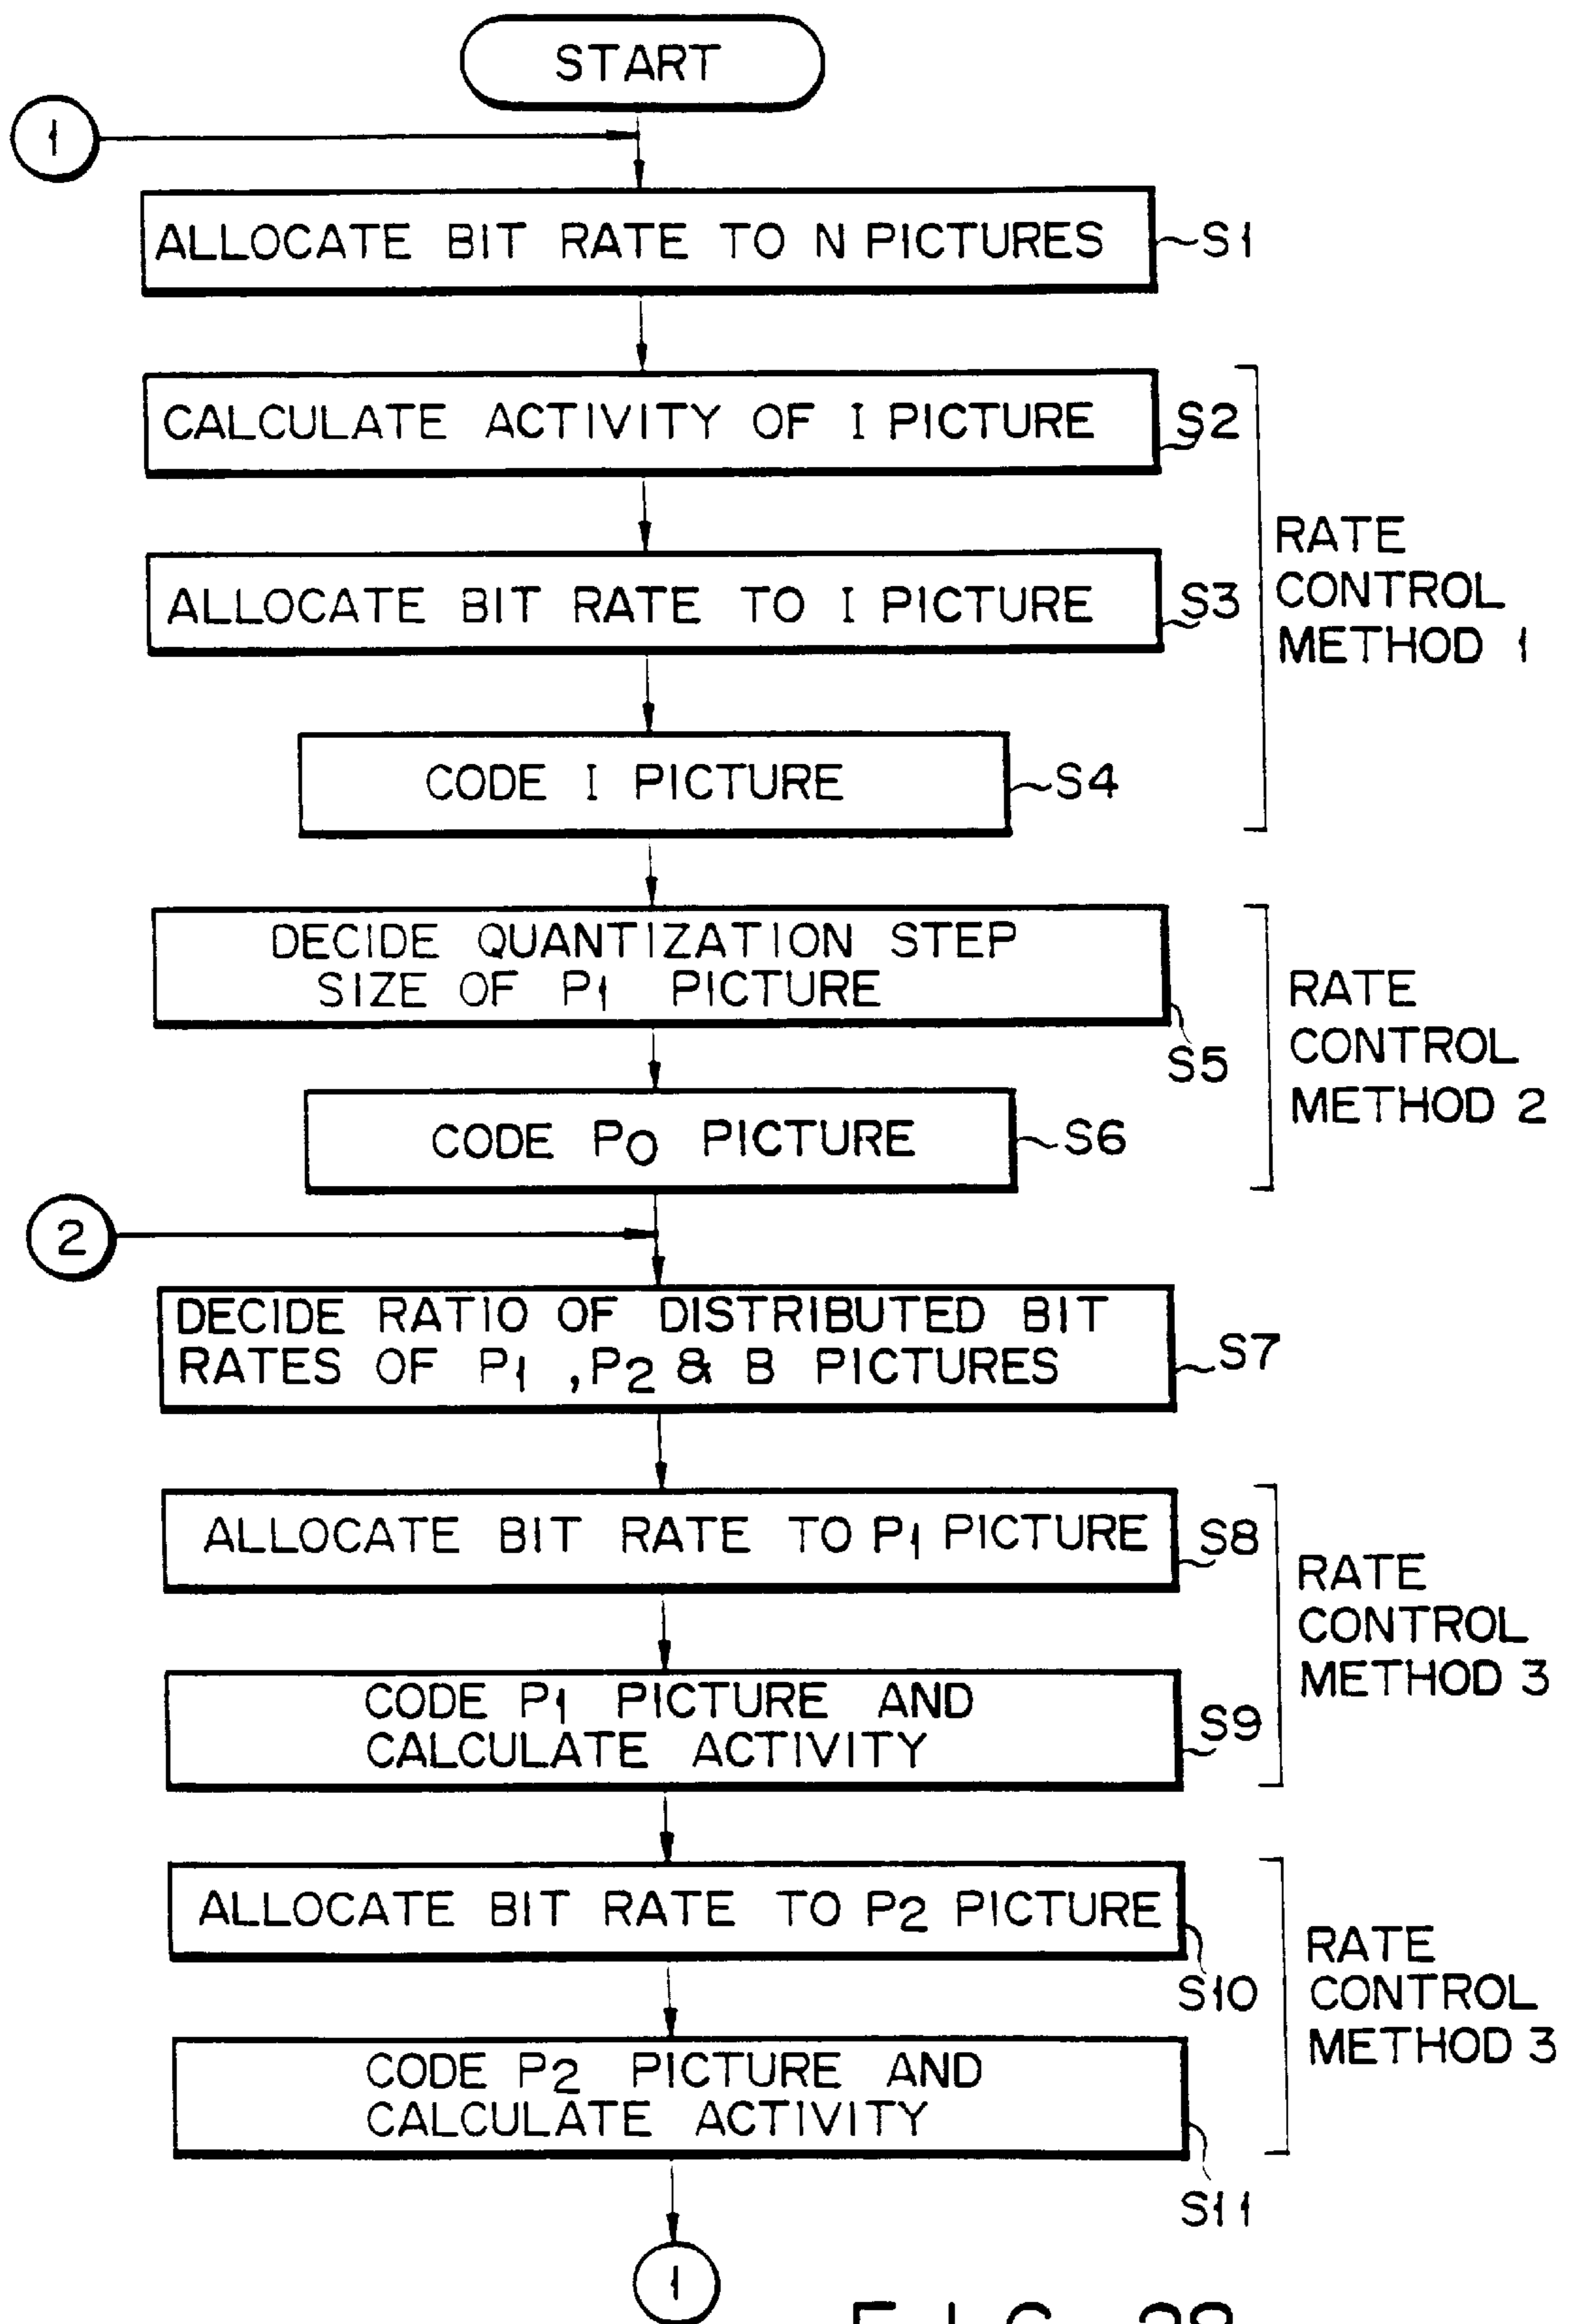 START
1
ALLOCATE BIT RATE TO N PICTURES
S1
CALCULATE ACTIVITY OF I PICTURE
S2
ALLOCATE BIT RATE TO I PICTURE
S3
RATE
CONTROL
METHOD 1
CODE I PICTURE
S4
DECIDE QUANTIZATION STEP
SIZE OF P1 PICTURE
S5
RATE
CONTROL
METHOD 2
CODE P0 PICTURE
S6
2
DECIDE RATIO OF DISTRIBUTED BIT
RATES OF P1 , P2 & B PICTURES
S7
ALLOCATE BIT RATE TO P1 PICTURE
S8
RATE
CONTROL
METHOD 3
CODE P1 PICTURE AND
CALCULATE ACTIVITY
S9
ALLOCATE BIT RATE TO P2 PICTURE
S10
RATE
CONTROL
METHOD 3
CODE P2 PICTURE AND
CALCULATE ACTIVITY
S11
1